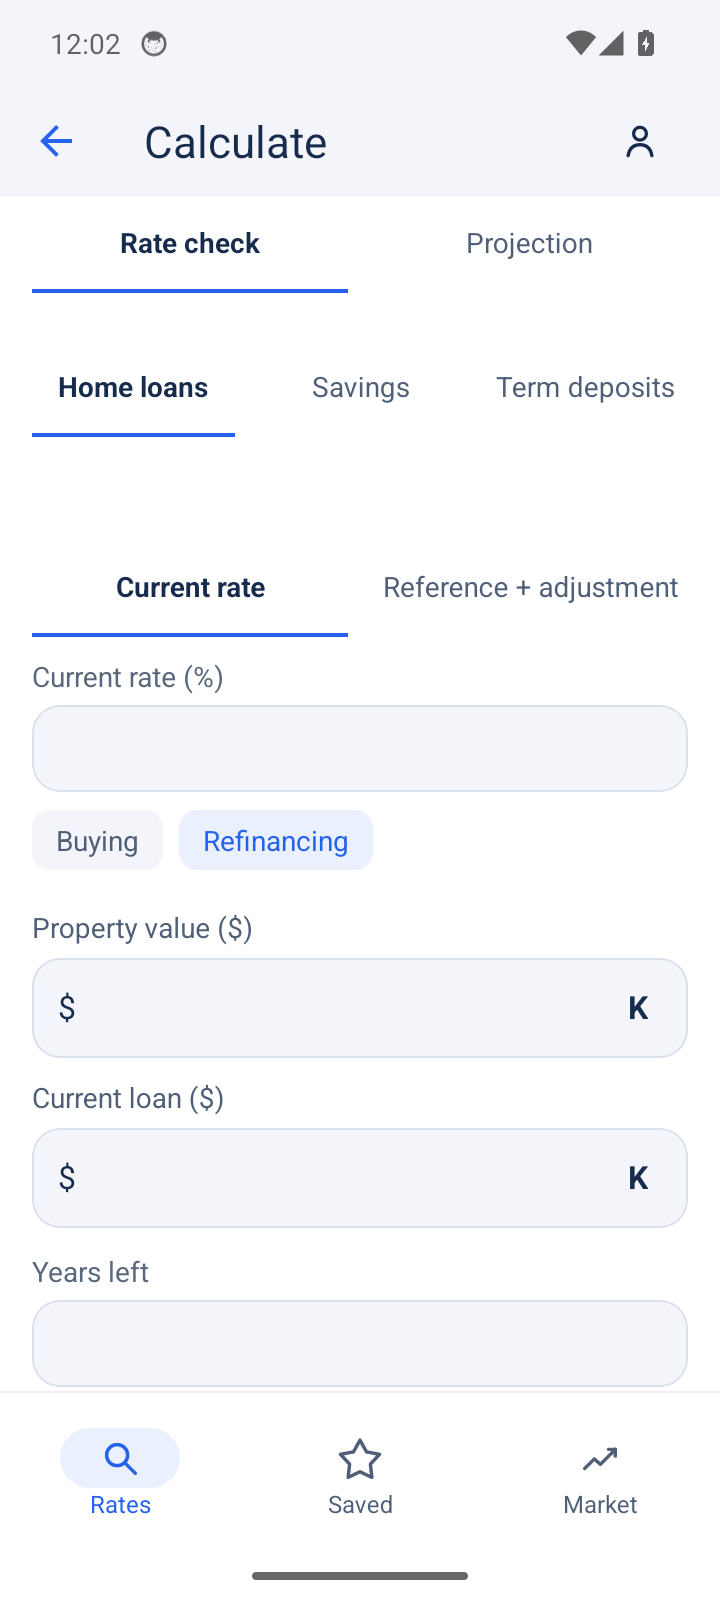 12:02
Calculate
Rate check Projection
Home loans Savings Term deposits
Current rate Reference + adjustment
Current rate (%)
Buying Refinancing
Property value ($)
$ K
Current loan ($)
$ K
Years left
Rates Saved Market